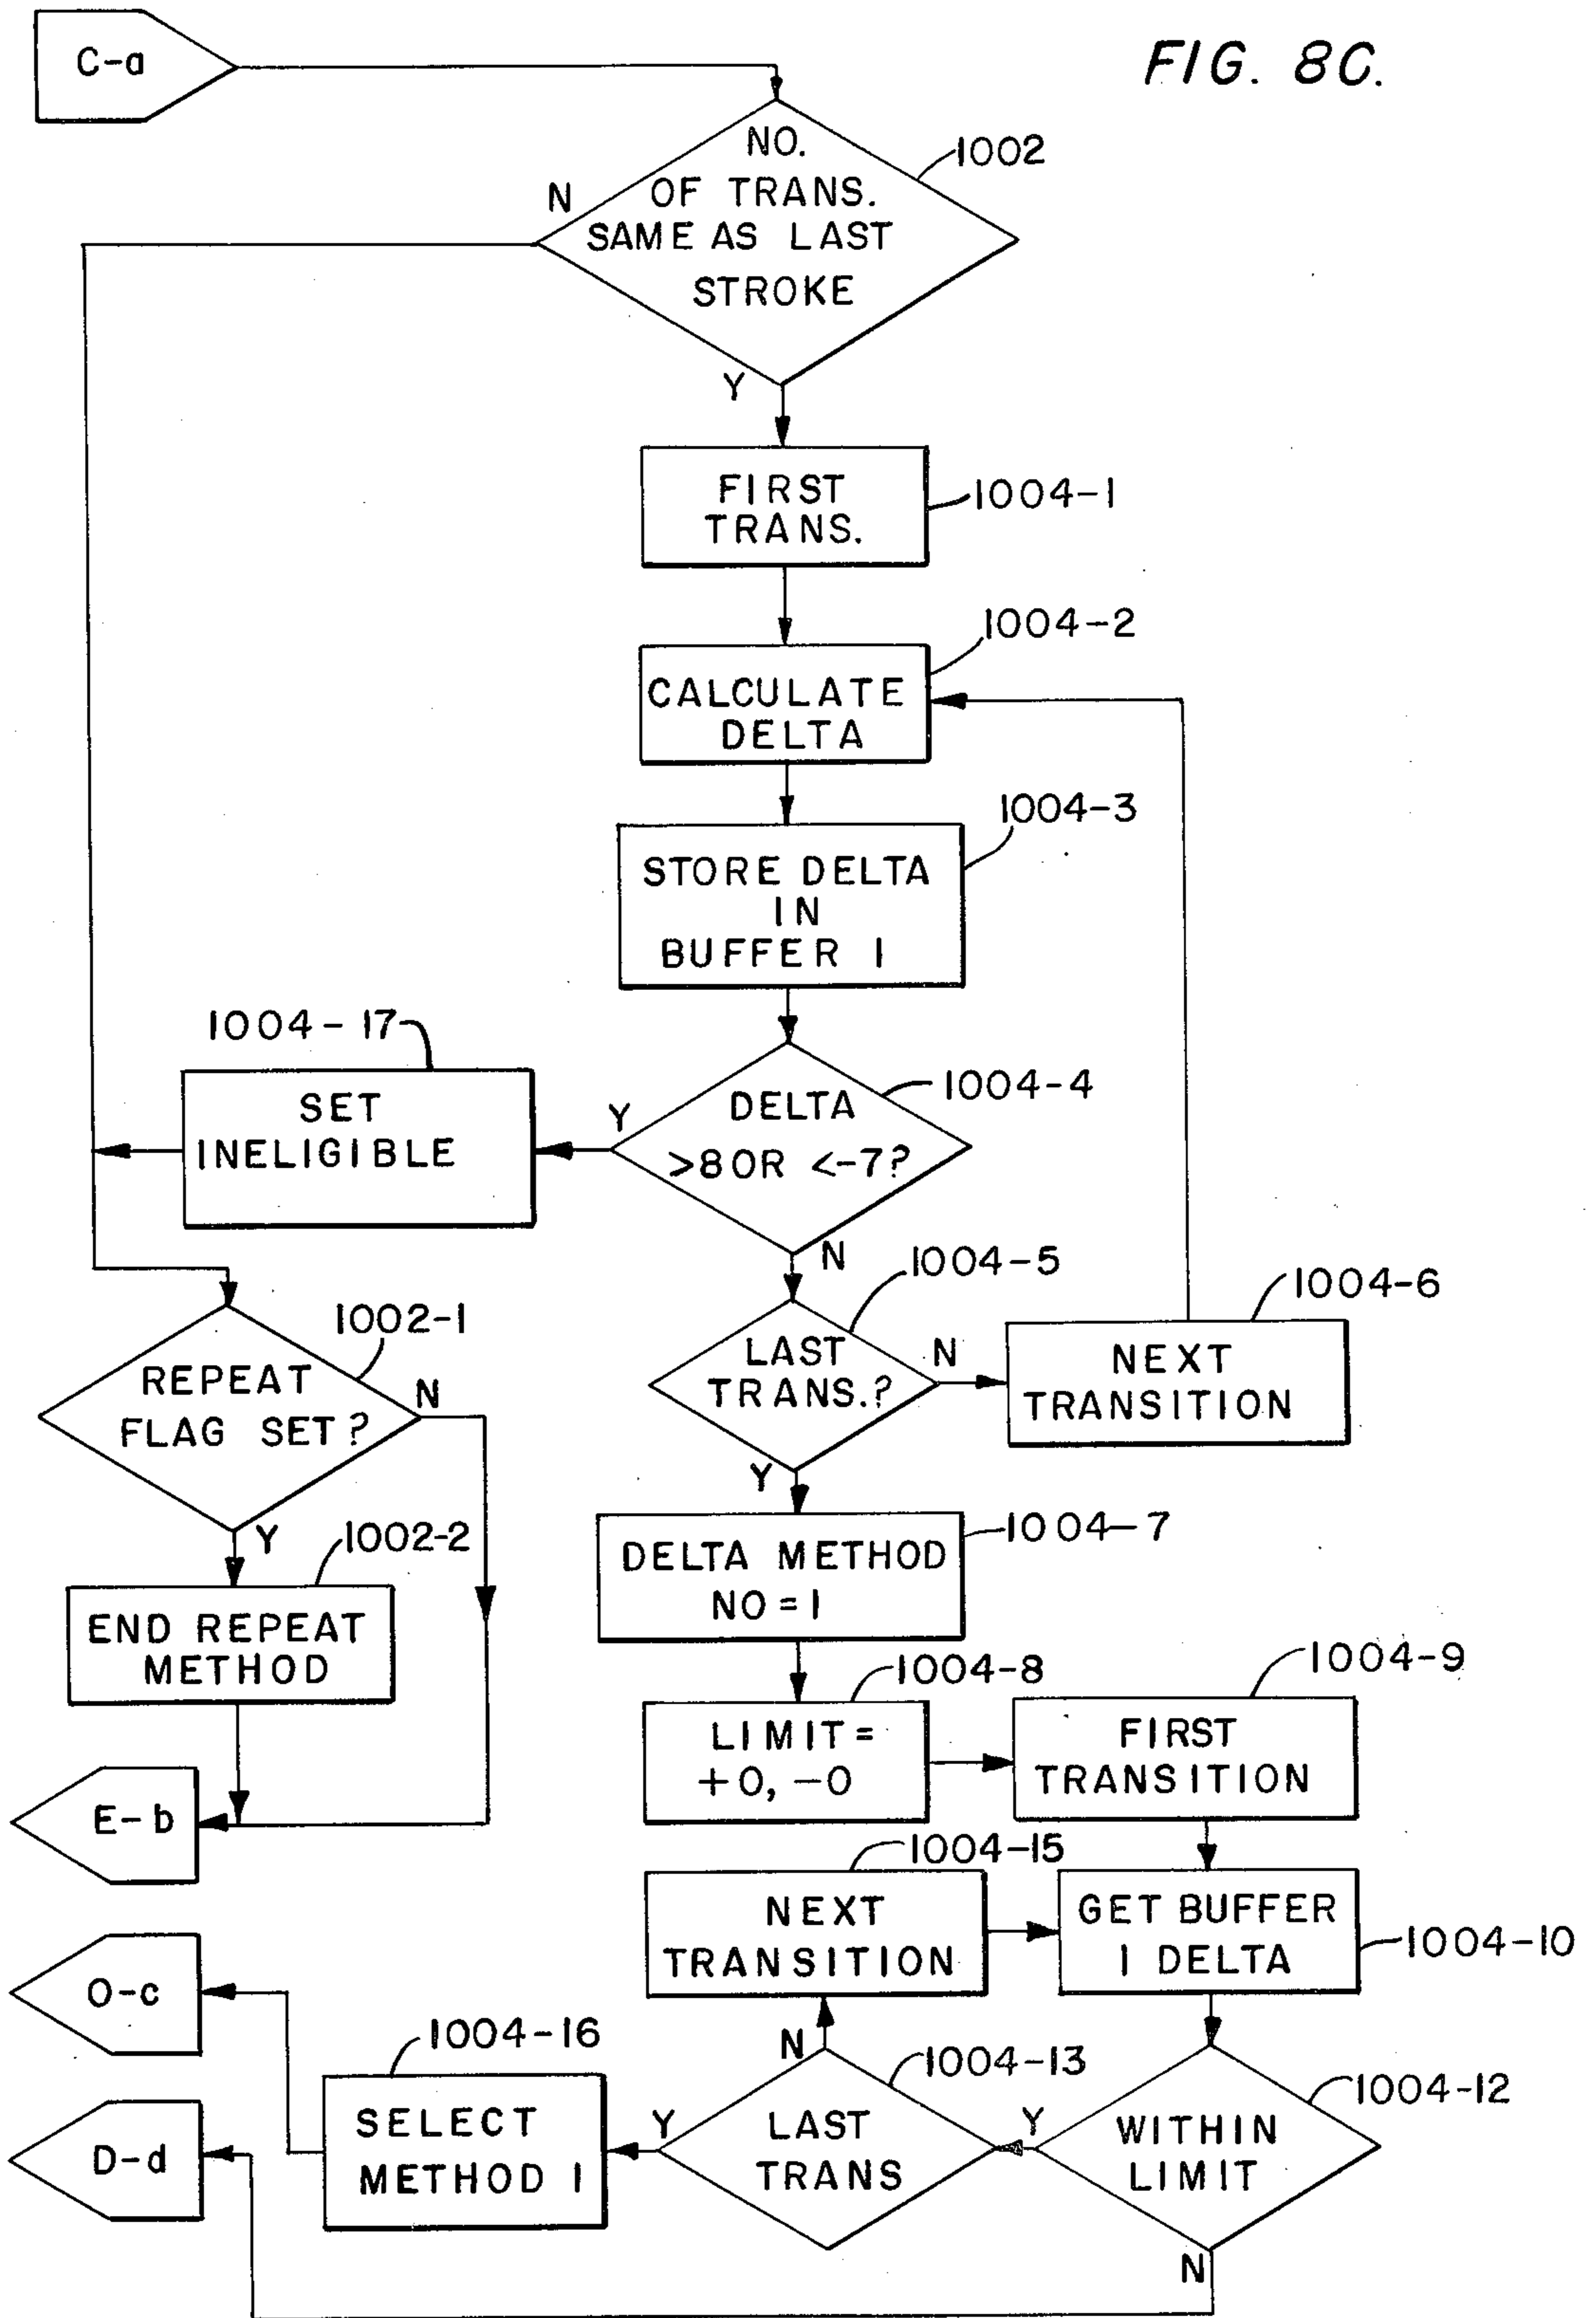 C-a
FIG. 8C.
NO.
OF TRANS.
SAME AS LAST
STROKE
1002
N
Y
FIRST
TRANS.
1004-1
1004-2
CALCULATE
DELTA
1004-3
STORE DELTA
IN
BUFFER 1
1004-17
SET
INELIGIBLE
Y
DELTA
>8 OR <-7?
1004-4
N
1004-5
LAST
TRANS.?
N
1004-6
NEXT
TRANSITION
Y
1002-1
REPEAT
FLAG SET?
N
Y
1002-2
END REPEAT
METHOD
1004-7
DELTA METHOD
NO = 1
1004-8
LIMIT =
+0, -0
1004-9
FIRST
TRANSITION
E-b
1004-15
NEXT
TRANSITION
GET BUFFER
1 DELTA
1004-10
O-c
1004-16
SELECT
METHOD 1
N
1004-13
LAST
TRANS
Y
Y
1004-12
WITHIN
LIMIT
N
D-d